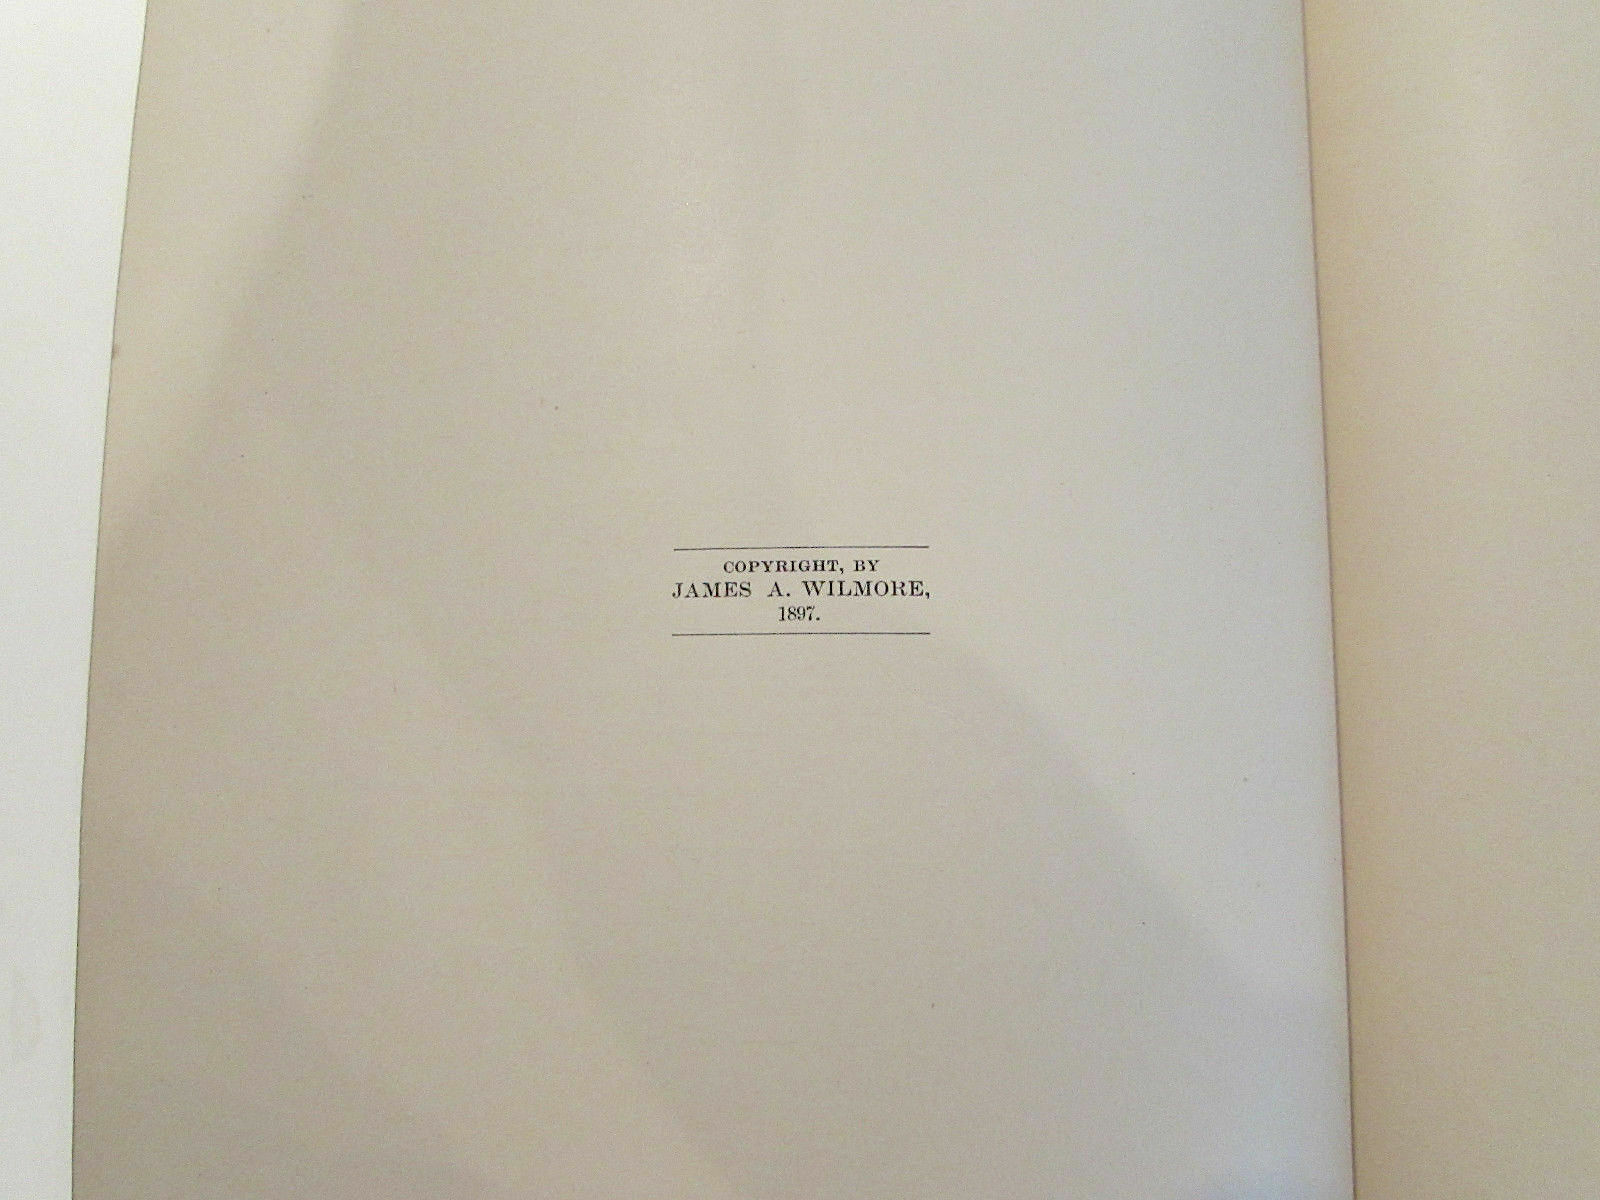 COPYRIGHT, BY
JAMES A. WILMORE,
1897.